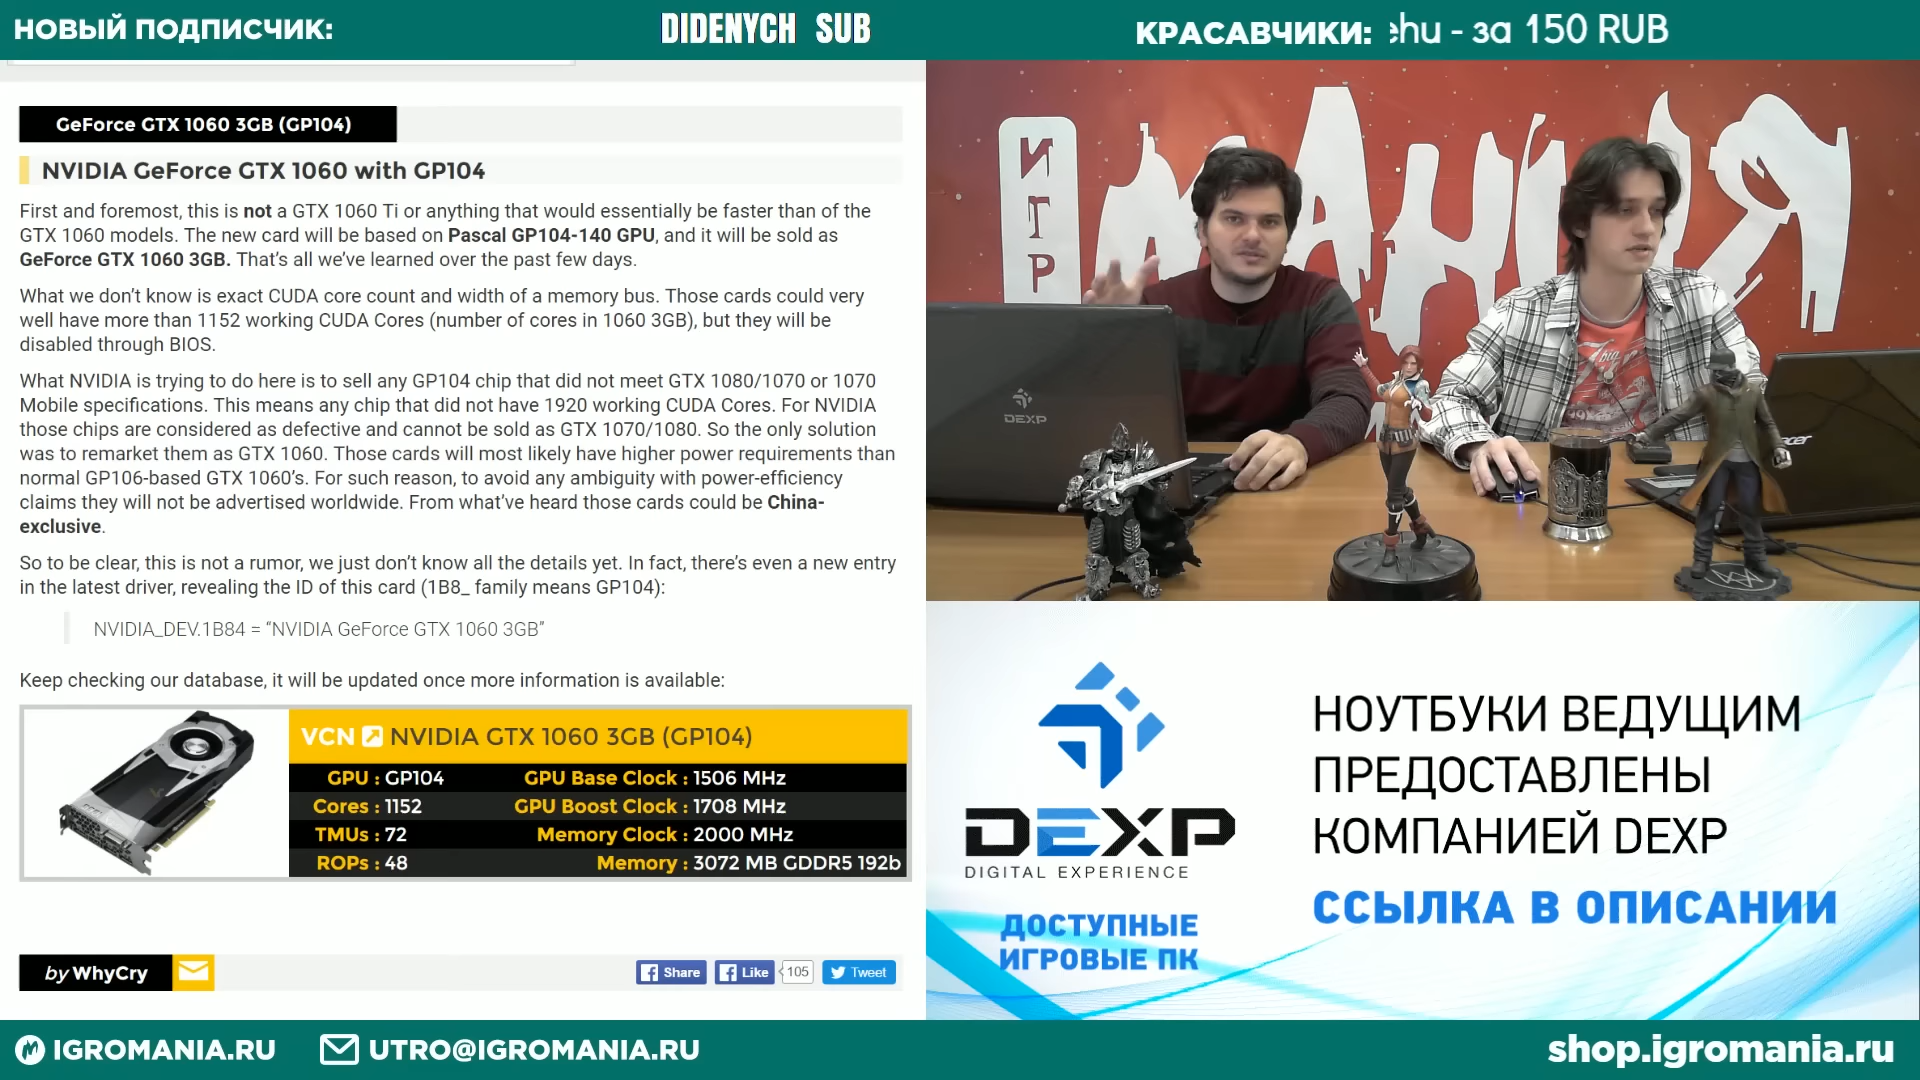 НОВЫЙ ПОДПИСЧИК:
DIDENYCH SUB
КРАСАВЧИКИ: ehu - за 150 RUB
GeForce GTX 1060 3GB (GP104)
NVIDIA GeForce GTX 1060 with GP104
First and foremost, this is not a GTX 1060 Ti or anything that would essentially be faster than of the
GTX 1060 models. The new card will be based on Pascal GP104-140 GPU, and it will be sold as
GeForce GTX 1060 3GB. That's all we've learned over the past few days.
What we don't know is exact CUDA core count and width of a memory bus. Those cards could very
well have more than 1152 working CUDA Cores (number of cores in 1060 3GB), but they will be
disabled through BIOS.
What NVIDIA is trying to do here is to sell any GP104 chip that did not meet GTX 1080/1070 or 1070
Mobile specifications. This means any chip that did not have 1920 working CUDA Cores. For NVIDIA
those chips are considered as defective and cannot be sold as GTX 1070/1080. So the only solution
was to remarket them as GTX 1060. Those cards will most likely have higher power requirements than
normal GP106-based GTX 1060's. For such reason, to avoid any ambiguity with power-efficiency
claims they will not be advertised worldwide. From what've heard those cards could be China-
exclusive.
So to be clear, this is not a rumor, we just don't know all the details yet. In fact, there's even a new entry
in the latest driver, revealing the ID of this card (1B8_ family means GP104):
NVIDIA_DEV.1B84 = “NVIDIA GeForce GTX 1060 3GB”
Keep checking our database, it will be updated once more information is available:
VCN NVIDIA GTX 1060 3GB (GP104)
GPU : GP104 GPU Base Clock : 1506 MHz
Cores : 1152 GPU Boost Clock : 1708 MHz
TMUs : 72 Memory Clock : 2000 MHz
ROPs : 48 Memory : 3072 MB GDDR5 192b
by WhyCry
Share Like 105 Tweet
ИГРОМАНИЯ
DEXP
acer
DEXP
DIGITAL EXPERIENCE
ДОСТУПНЫЕ
ИГРОВЫЕ ПК
НОУТБУКИ ВЕДУЩИМ
ПРЕДОСТАВЛЕНЫ
КОМПАНИЕЙ DEXP
ССЫЛКА В ОПИСАНИИ
IGROMANIA.RU
UTRO@IGROMANIA.RU
shop.igromania.ru